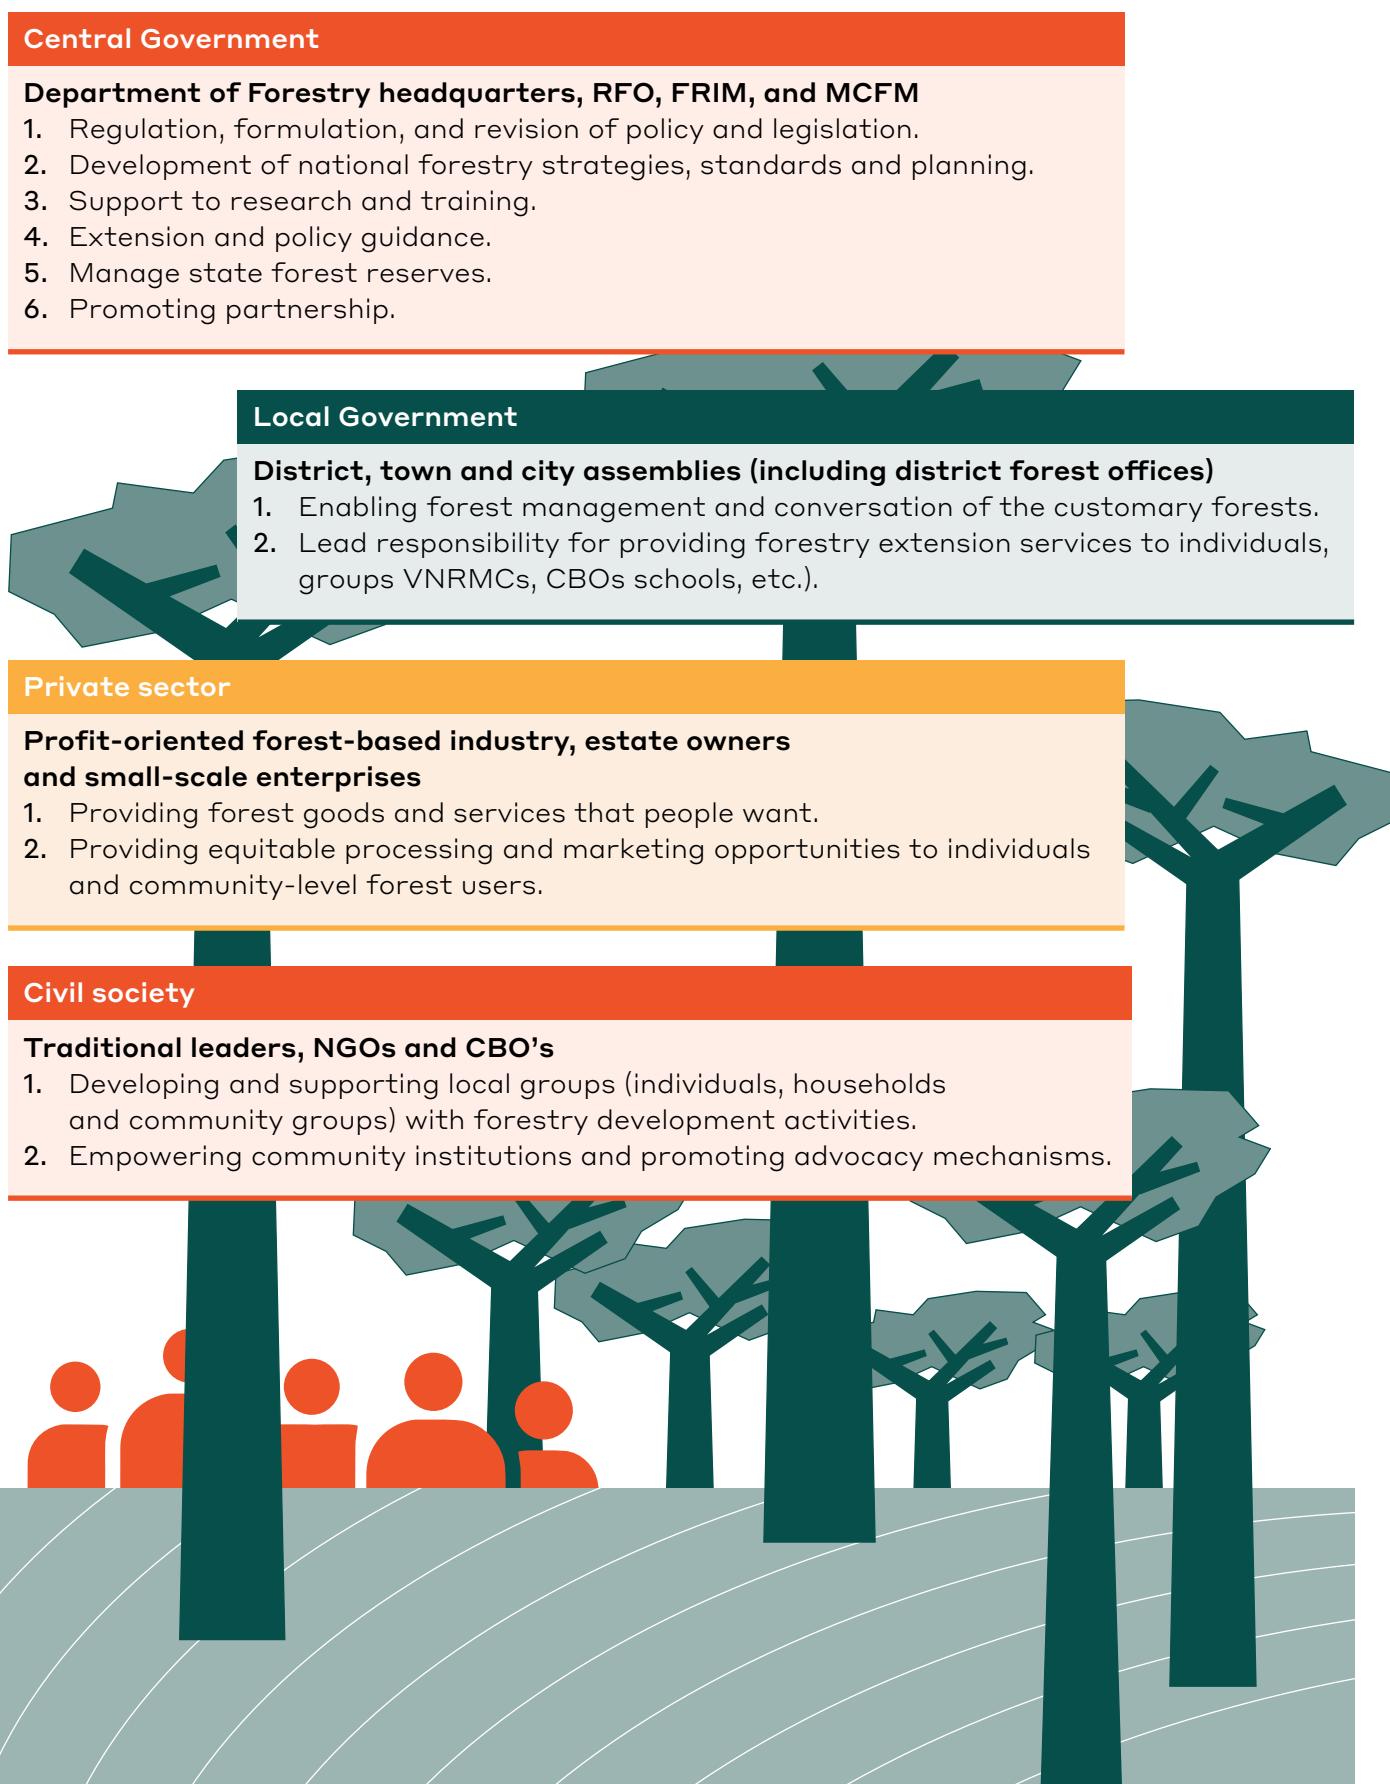 Central Government
Department of Forestry headquarters, RFO, FRIM, and MCFM
1. Regulation, formulation, and revision of policy and legislation.
2. Development of national forestry strategies, standards and planning.
3. Support to research and training.
4. Extension and policy guidance.
5. Manage state forest reserves.
6. Promoting partnership.
Local Government
District, town and city assemblies (including district forest offices)
1. Enabling forest management and conversation of the customary forests.
2. Lead responsibility for providing forestry extension services to individuals,
groups VNRMCs, CBOs schools, etc.).
Private sector
Profit-oriented forest-based industry, estate owners
and small-scale enterprises
1. Providing forest goods and services that people want.
2. Providing equitable processing and marketing opportunities to individuals
and community-level forest users.
Civil society
Traditional leaders, NGOs and CBO’s
1. Developing and supporting local groups (individuals, households
and community groups) with forestry development activities.
2. Empowering community institutions and promoting advocacy mechanisms.